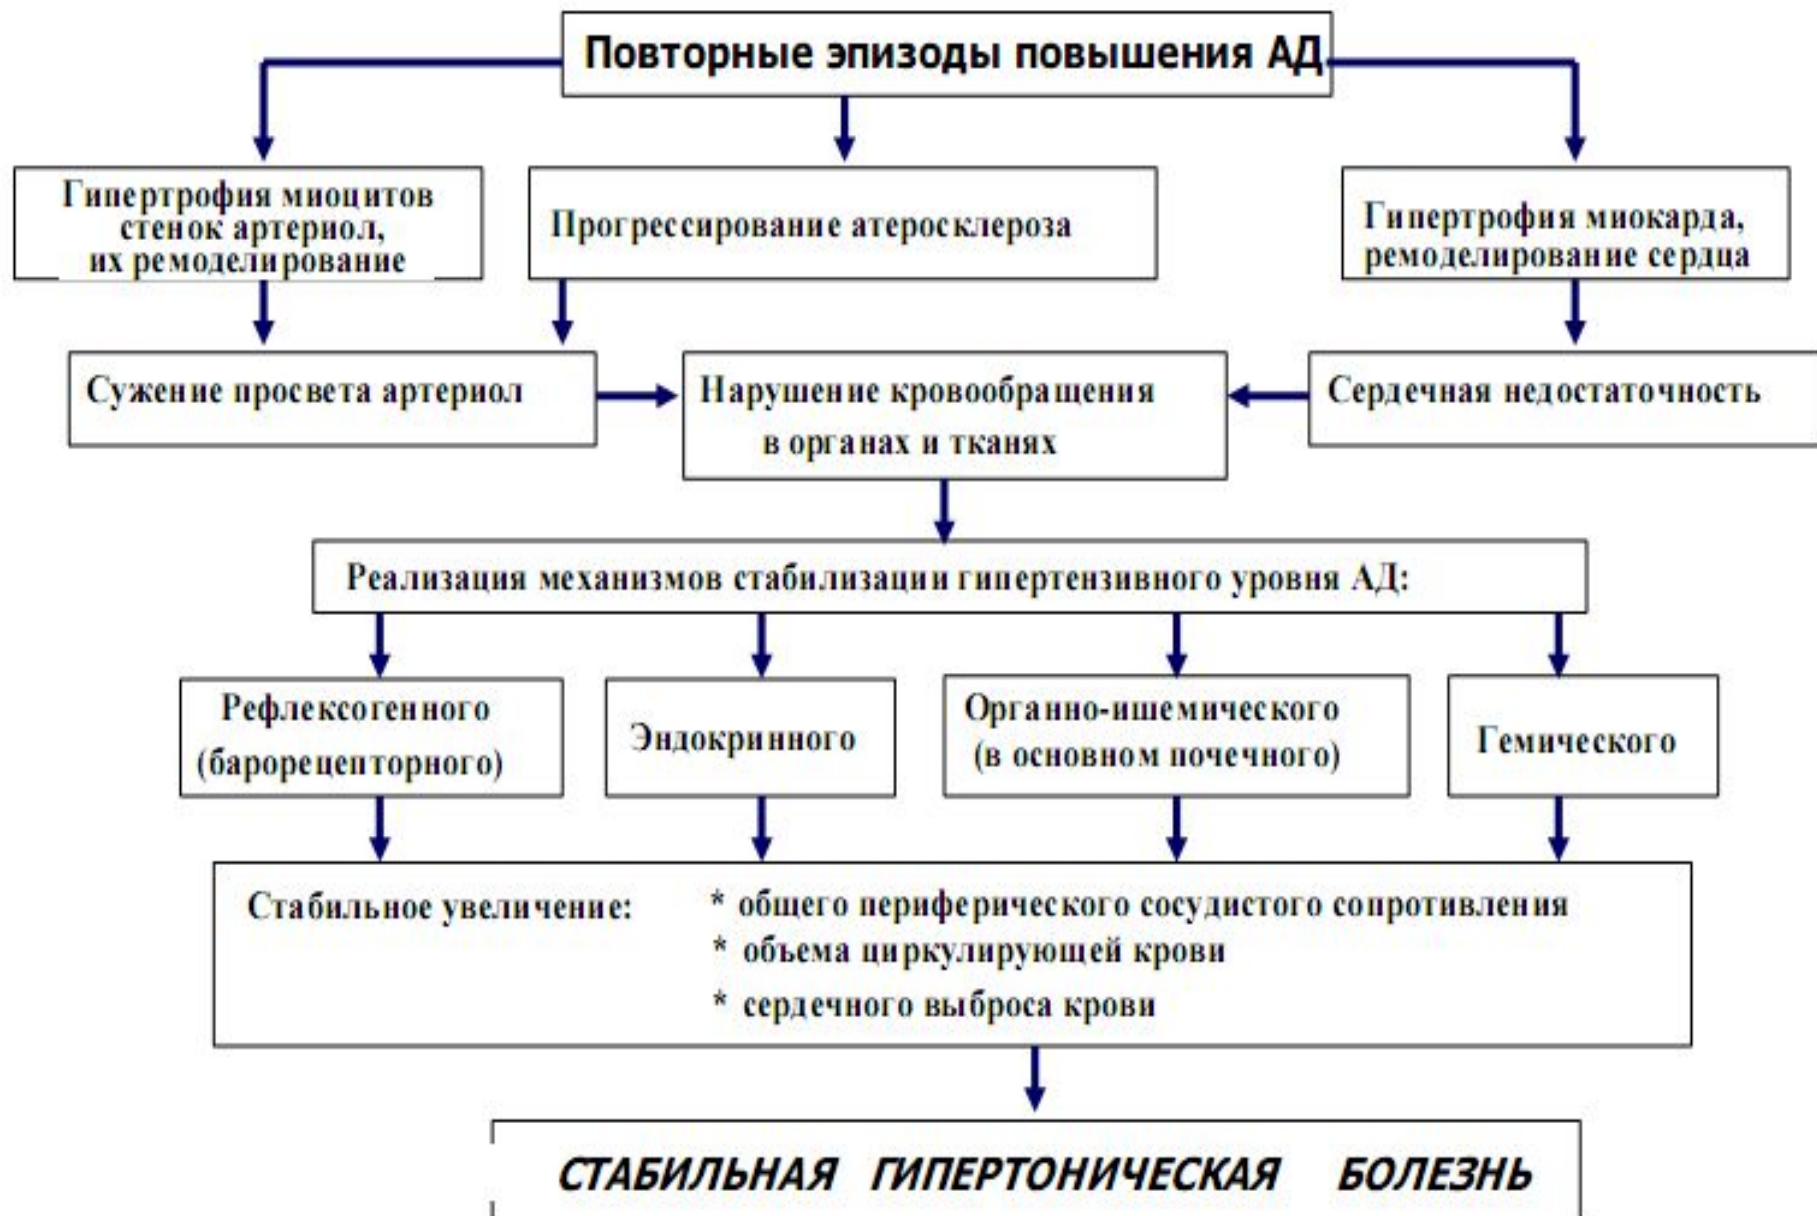 Повторные эпизоды повышения АД
Гипертрофия миоцитов
стенок артериол,
их ремоделирование
Прогрессирование атеросклероза
Гипертрофия миокарда,
ремоделирование сердца
Сужение просвета артериол
Нарушение кровообращения
в органах и тканях
Сердечная недостаточность
Реализация механизмов стабилизации гипертензивного уровня АД:
Рефлексогенного
(барорецепторного)
Эндокринного
Органно-ишемического
(в основном почечного)
Гемического
Стабильное увеличение: * общего периферического сосудистого сопротивления
* объема циркулирующей крови
* сердечного выброса крови
СТАБИЛЬНАЯ ГИПЕРТОНИЧЕСКАЯ БОЛЕЗНЬ